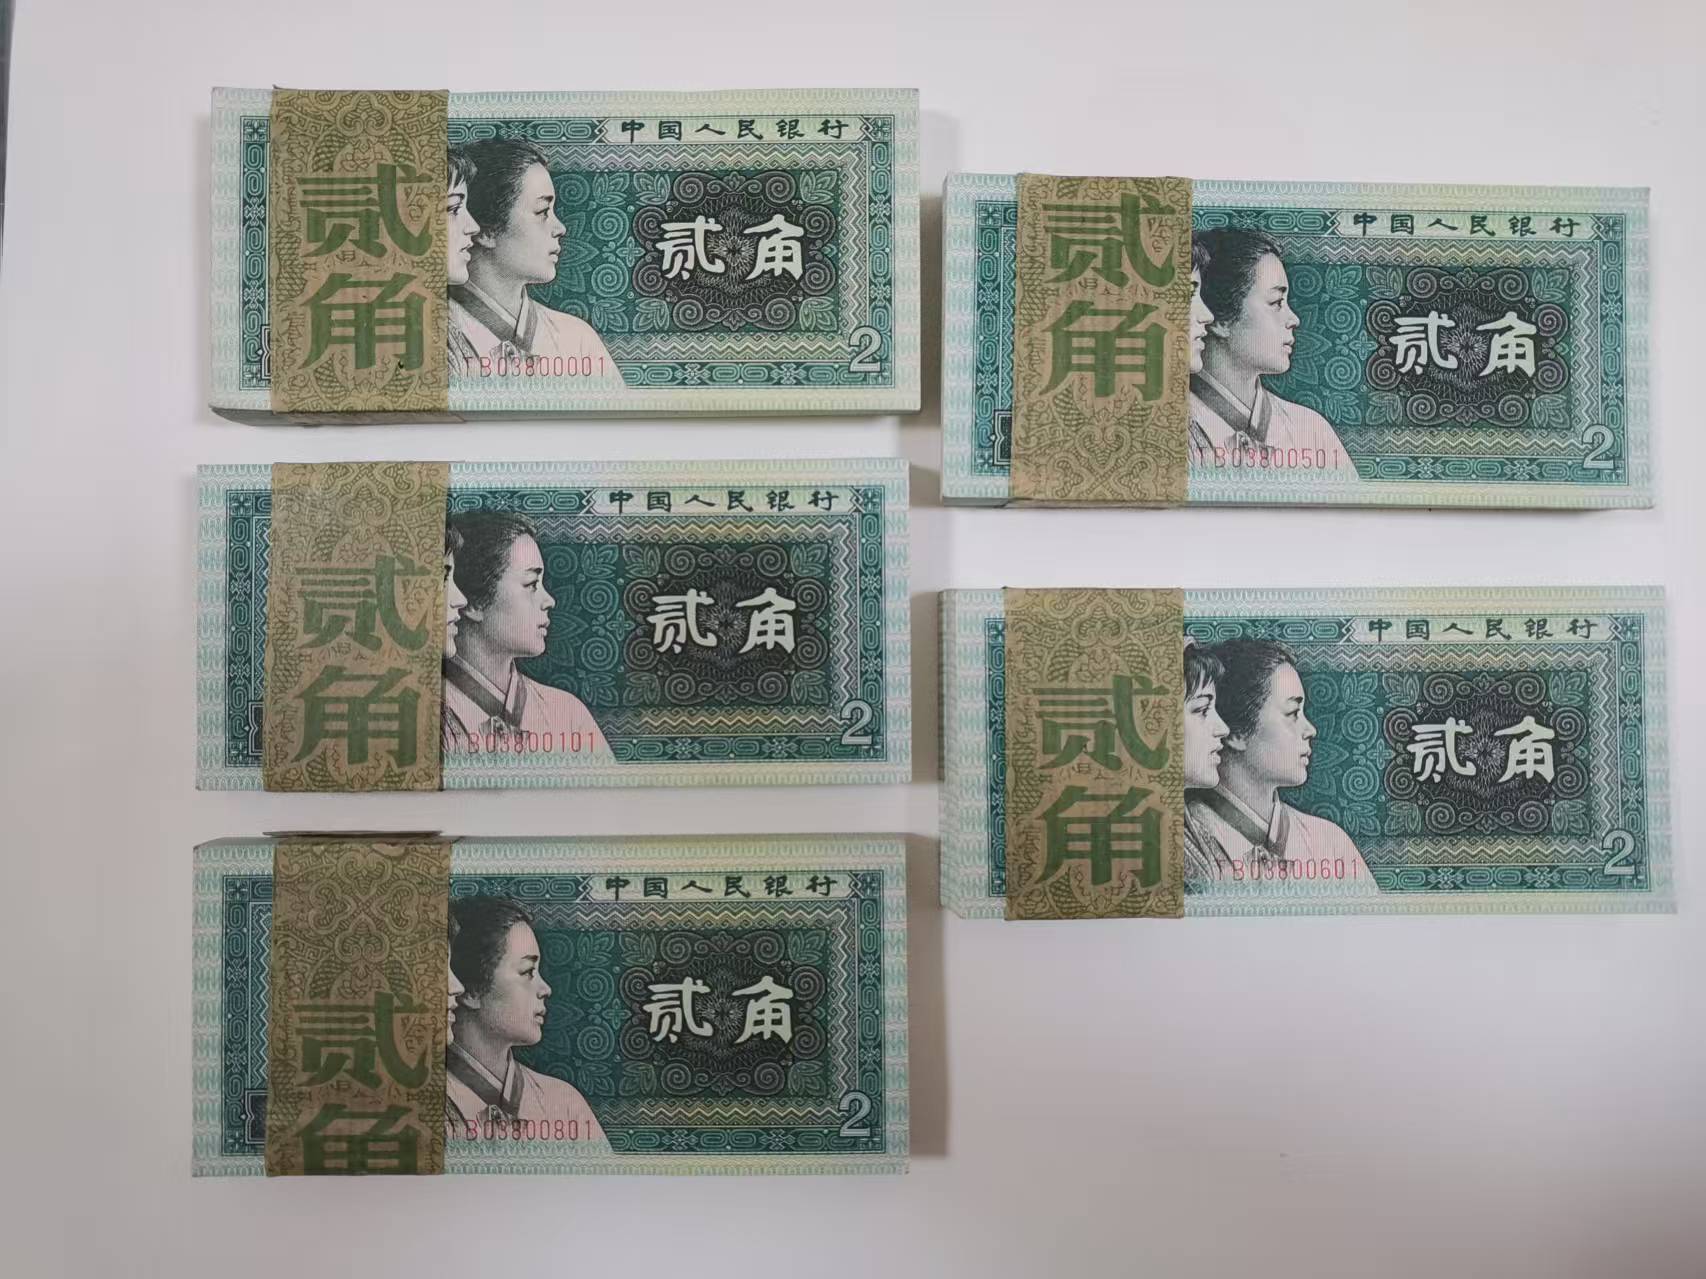 中国人民银行
贰角
贰角
2
TB03800001
中国人民银行
贰角
贰角
2
TB03800101
中国人民银行
贰角
贰角
2
TB03800801
中国人民银行
贰角
贰角
2
TB03800501
中国人民银行
贰角
贰角
2
TB03800601